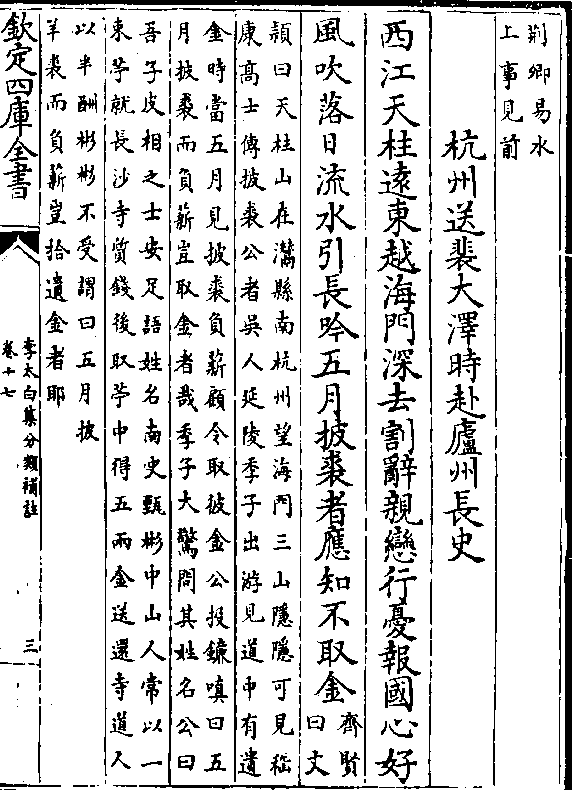 荆卿易水
上事見前
杭州送裴大澤時赴廬州長史
西江天柱逺東越海門深去割辭親戀行憂報國心好
風吹落日流水引長吟五月披裘者應知不取金
齊賢
曰文
頴曰天柱山在灊縣南杭州望海門三山隠隠可見嵇
康髙士傳披裘公者吳人延陵季子出游見道中有遺
金時當五月見披裘負薪顧令取彼金公投鎌嗔曰五
月披裘而負薪豈取金者哉季子大驚問其姓名公曰
吾子皮相之士安足語姓名南史甄彬中山人常以一
束苧就長沙寺質錢後取苧中得五兩金送還寺道人
以半酬彬彬不受謂曰五月披
羊裘而負薪豈拾遺金者耶
欽定四庫全書
李太白集分類補註
卷十七
三